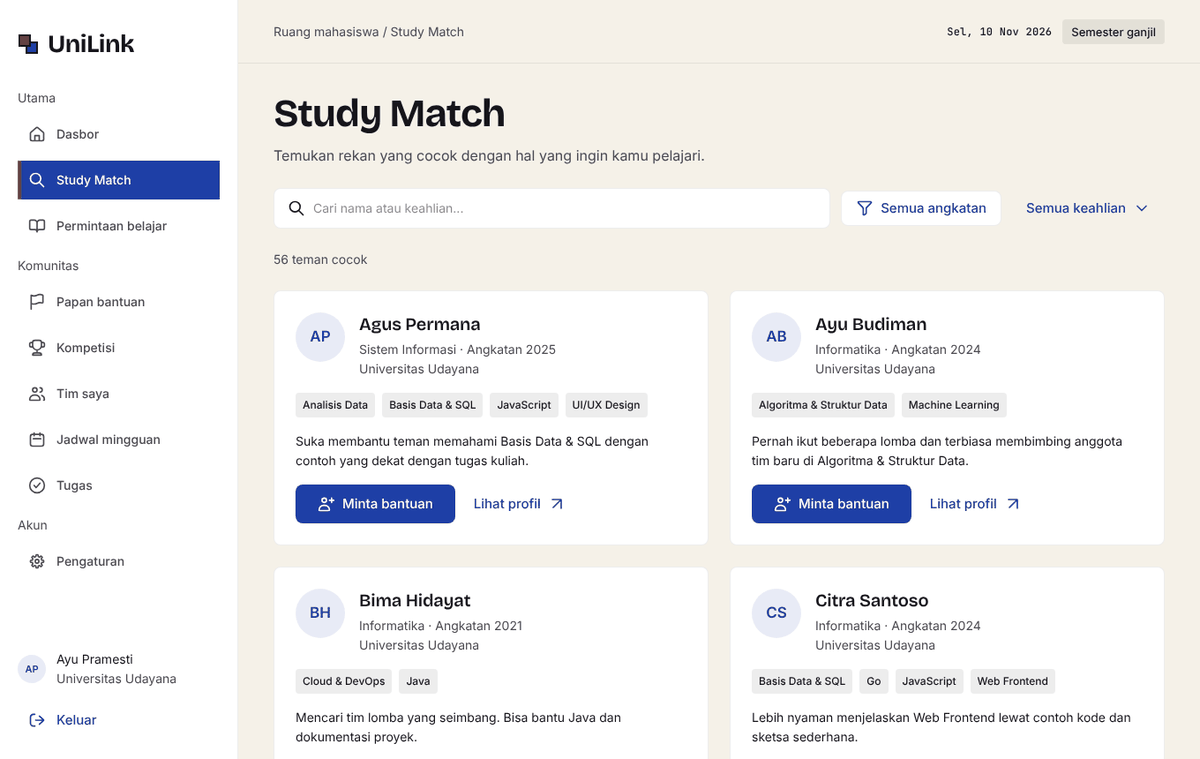 UniLink
Utama
Dasbor
Study Match
Permintaan belajar
Komunitas
Papan bantuan
Kompetisi
Tim saya
Jadwal mingguan
Tugas
Akun
Pengaturan
AP
Ayu Pramesti
Universitas Udayana
Keluar
Ruang mahasiswa / Study Match
Sel, 10 Nov 2026
Semester ganjil
Study Match
Temukan rekan yang cocok dengan hal yang ingin kamu pelajari.
Cari nama atau keahlian...
Semua angkatan
Semua keahlian
56 teman cocok
AP
Agus Permana
Sistem Informasi · Angkatan 2025
Universitas Udayana
Analisis Data
Basis Data & SQL
JavaScript
UI/UX Design
Suka membantu teman memahami Basis Data & SQL dengan
contoh yang dekat dengan tugas kuliah.
Minta bantuan
Lihat profil
AB
Ayu Budiman
Informatika · Angkatan 2024
Universitas Udayana
Algoritma & Struktur Data
Machine Learning
Pernah ikut beberapa lomba dan terbiasa membimbing anggota
tim baru di Algoritma & Struktur Data.
Minta bantuan
Lihat profil
BH
Bima Hidayat
Informatika · Angkatan 2021
Universitas Udayana
Cloud & DevOps
Java
Mencari tim lomba yang seimbang. Bisa bantu Java dan
dokumentasi proyek.
CS
Citra Santoso
Informatika · Angkatan 2024
Universitas Udayana
Basis Data & SQL
Go
JavaScript
Web Frontend
Lebih nyaman menjelaskan Web Frontend lewat contoh kode dan
sketsa sederhana.